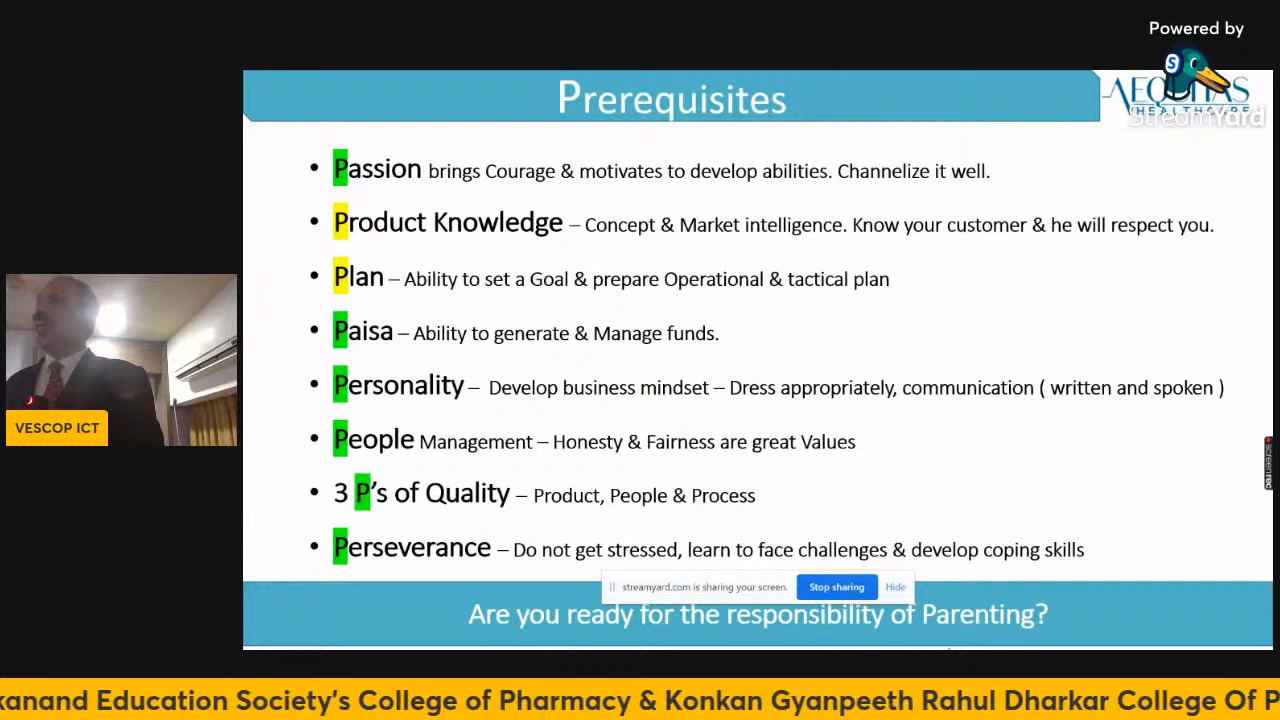 Powered by
StreamYard
Prerequisites
AEQUITAS
HEALTHCARE
• Passion brings Courage & motivates to develop abilities. Channelize it well.
• Product Knowledge – Concept & Market intelligence. Know your customer & he will respect you.
• Plan – Ability to set a Goal & prepare Operational & tactical plan
• Paisa – Ability to generate & Manage funds.
• Personality – Develop business mindset – Dress appropriately, communication ( written and spoken )
• People Management – Honesty & Fairness are great Values
• 3 P's of Quality – Product, People & Process
• Perseverance – Do not get stressed, learn to face challenges & develop coping skills
VESCOP ICT
screenrec
streamyard.com is sharing your screen. Stop sharing Hide
Are you ready for the responsibility of Parenting?
kanand Education Society's College of Pharmacy & Konkan Gyanpeeth Rahul Dharkar College Of P